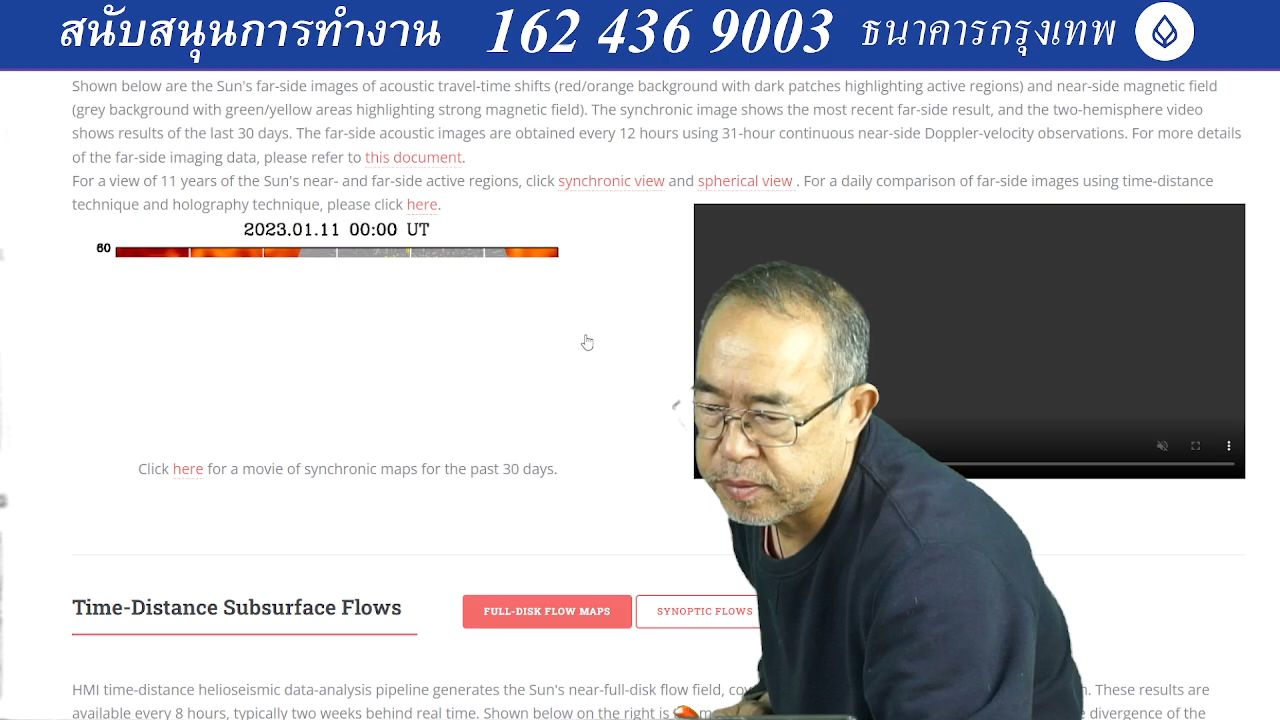 สนับสนุนการทำงาน 162 436 9003 ธนาคารกรุงเทพ
Shown below are the Sun's far-side images of acoustic travel-time shifts (red/orange background with dark patches highlighting active regions) and near-side magnetic field
(grey background with green/yellow areas highlighting strong magnetic field). The synchronic image shows the most recent far-side result, and the two-hemisphere video
shows results of the last 30 days. The far-side acoustic images are obtained every 12 hours using 31-hour continuous near-side Doppler-velocity observations. For more details
of the far-side imaging data, please refer to this document.
For a view of 11 years of the Sun's near- and far-side active regions, click synchronic view and spherical view . For a daily comparison of far-side images using time-distance
technique and holography technique, please click here.
2023.01.11 00:00 UT
60
Click here for a movie of synchronic maps for the past 30 days.
Time-Distance Subsurface Flows
FULL-DISK FLOW MAPS
SYNOPTIC FLOWS
HMI time-distance helioseismic data-analysis pipeline generates the Sun's near-full-disk flow field, These results are
available every 8 hours, typically two weeks behind real time. Shown below on the right is divergence of the